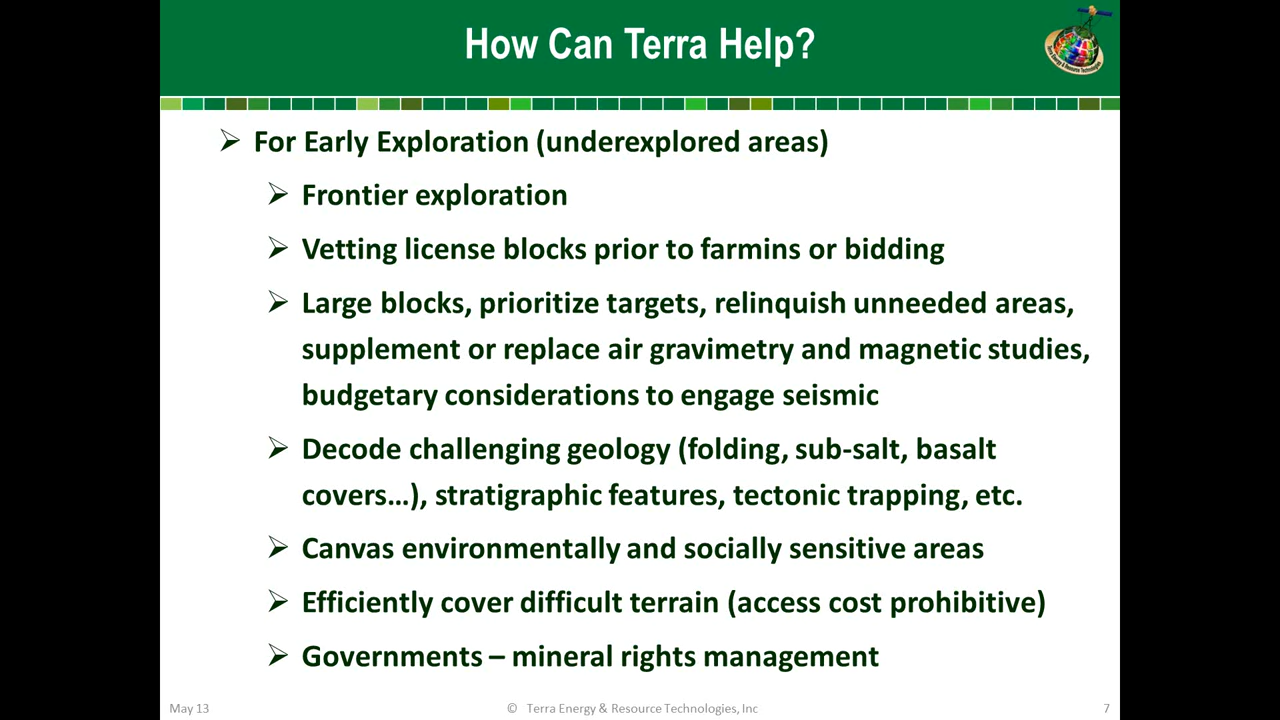 How Can Terra Help?
Terra Energy & Resource Technologies
➢ For Early Exploration (underexplored areas)
➢ Frontier exploration
➢ Vetting license blocks prior to farmins or bidding
➢ Large blocks, prioritize targets, relinquish unneeded areas,
supplement or replace air gravimetry and magnetic studies,
budgetary considerations to engage seismic
➢ Decode challenging geology (folding, sub-salt, basalt
covers…), stratigraphic features, tectonic trapping, etc.
➢ Canvas environmentally and socially sensitive areas
➢ Efficiently cover difficult terrain (access cost prohibitive)
➢ Governments – mineral rights management
May 13 © Terra Energy & Resource Technologies, Inc 7